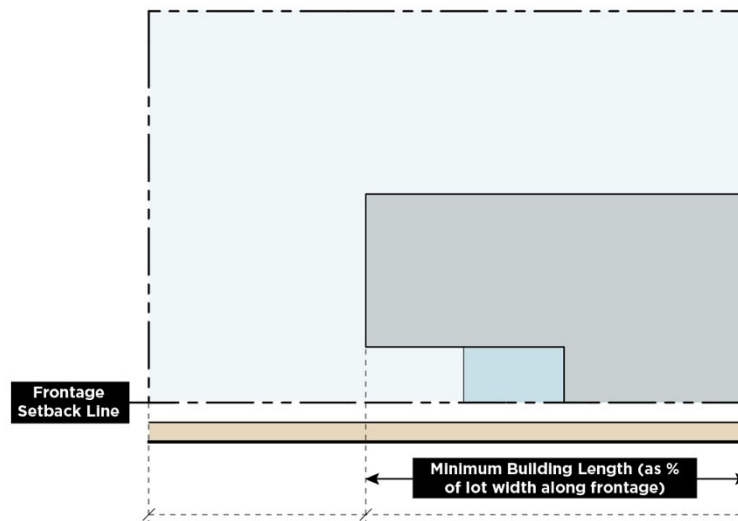 Frontage
Setback Line
Minimum Building Length (as %
of lot width along frontage)